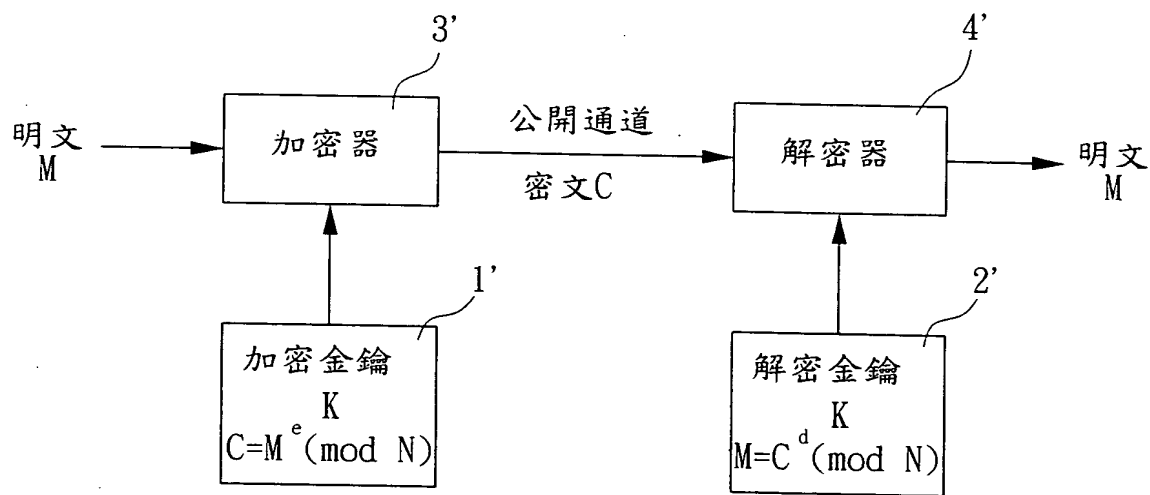 3'
4'
明文
M
加密器
公開通道
密文C
解密器
明文
M
1'
2'
加密金鑰
K
C=M^e(mod N)
解密金鑰
K
M=C^d(mod N)